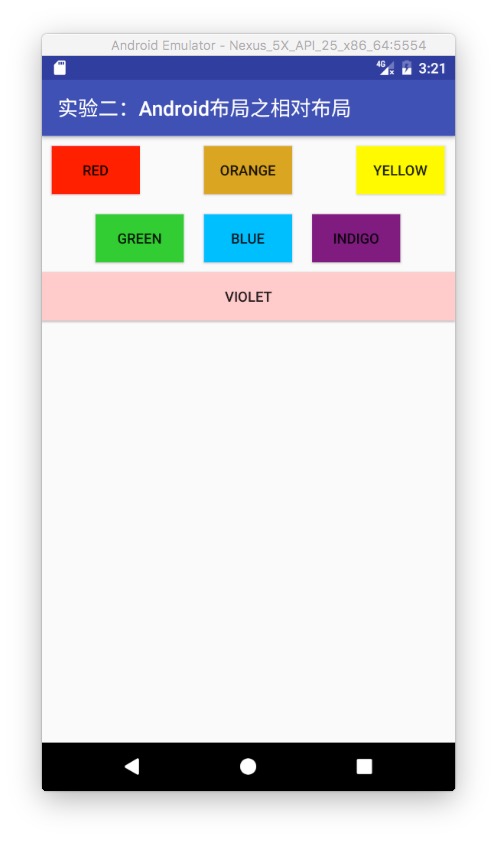 Android Emulator - Nexus_5X_API_25_x86_64:5554
4G 3:21
实验二：Android布局之相对布局
RED ORANGE YELLOW
GREEN BLUE INDIGO
VIOLET